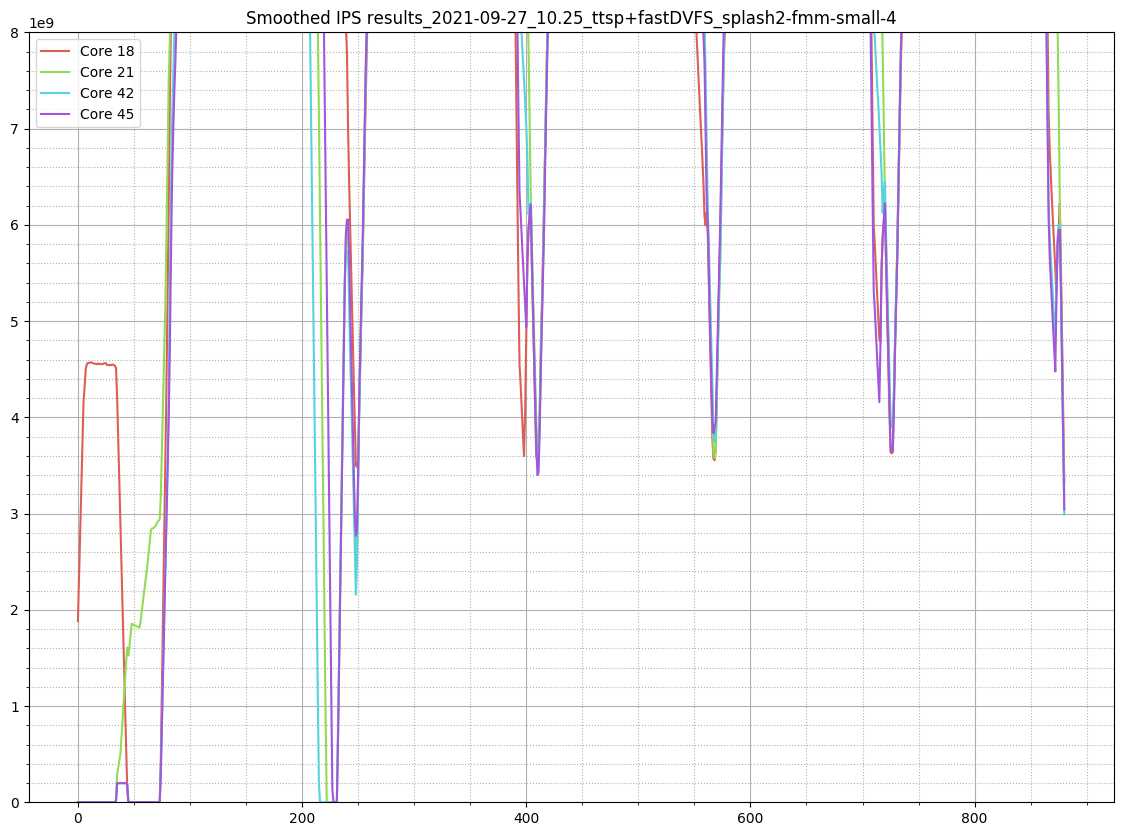 Smoothed IPS results_2021-09-27_10.25_ttsp+fastDVFS_splash2-fmm-small-4
1e9
Core 18
Core 21
Core 42
Core 45
8
7
6
5
4
3
2
1
0
0 200 400 600 800